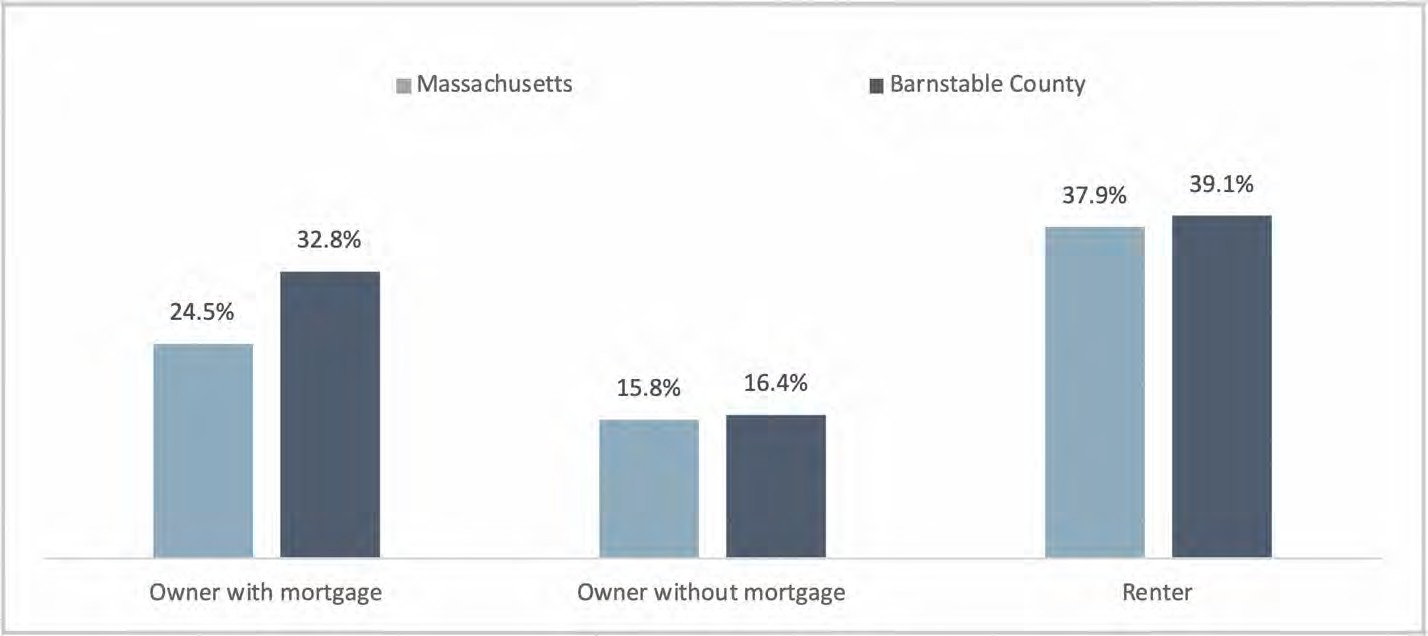 Massachusetts
Barnstable County
39.1%
37.9%
32.8%
24.5%
16.4%
15.8%
Owner with mortgage
Owner without mortgage
Renter